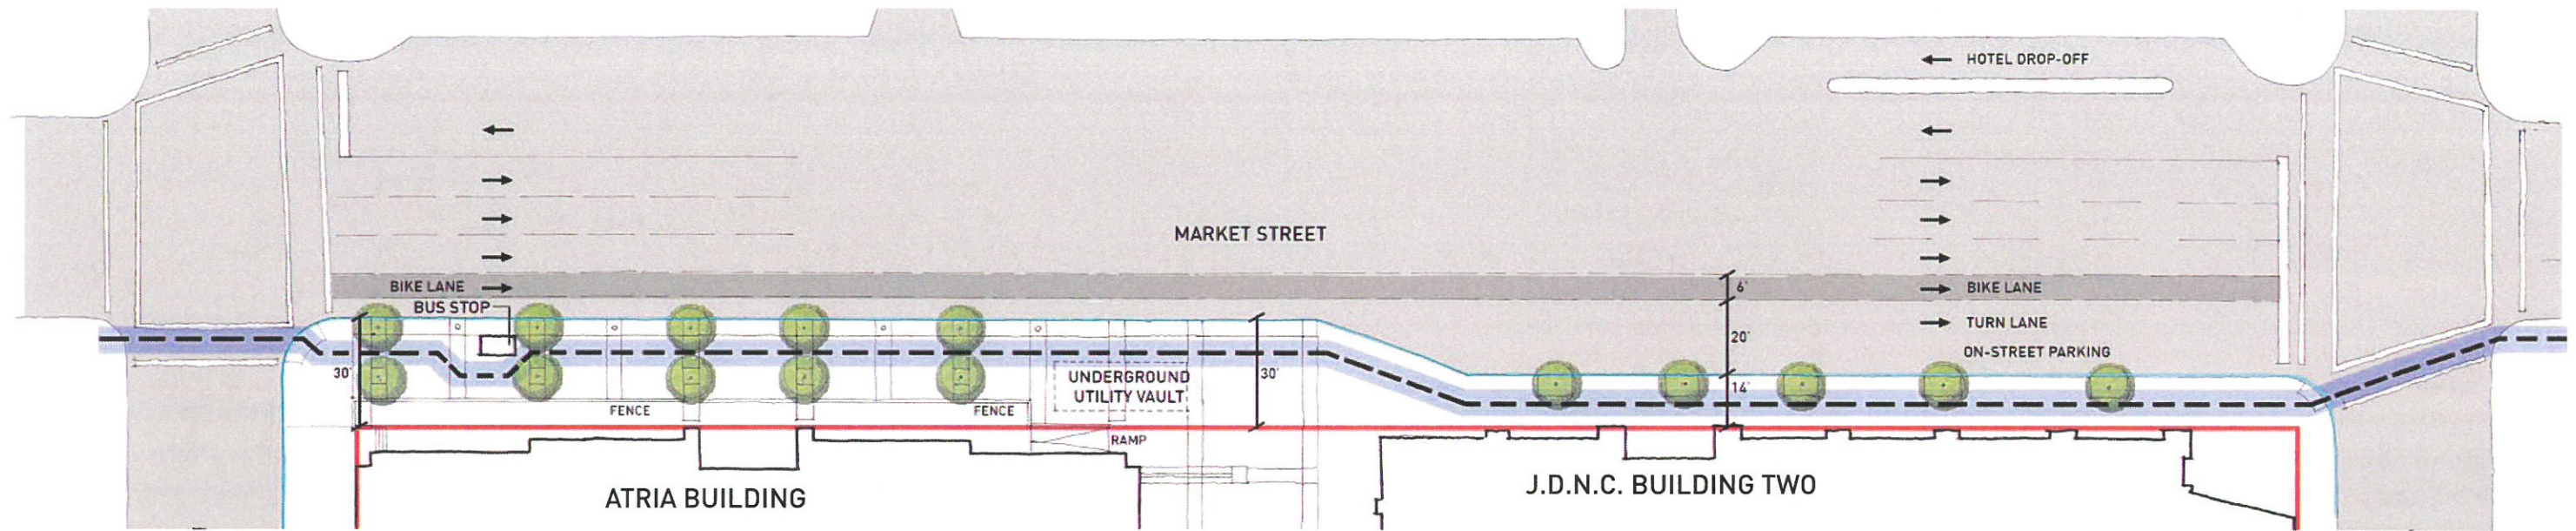 HOTEL DROP-OFF
MARKET STREET
BIKE LANE
BUS STOP
6'
BIKE LANE
20'
TURN LANE
ON-STREET PARKING
30'
30'
14'
UNDERGROUND
UTILITY VAULT
FENCE
FENCE
RAMP
ATRIA BUILDING
J.D.N.C. BUILDING TWO